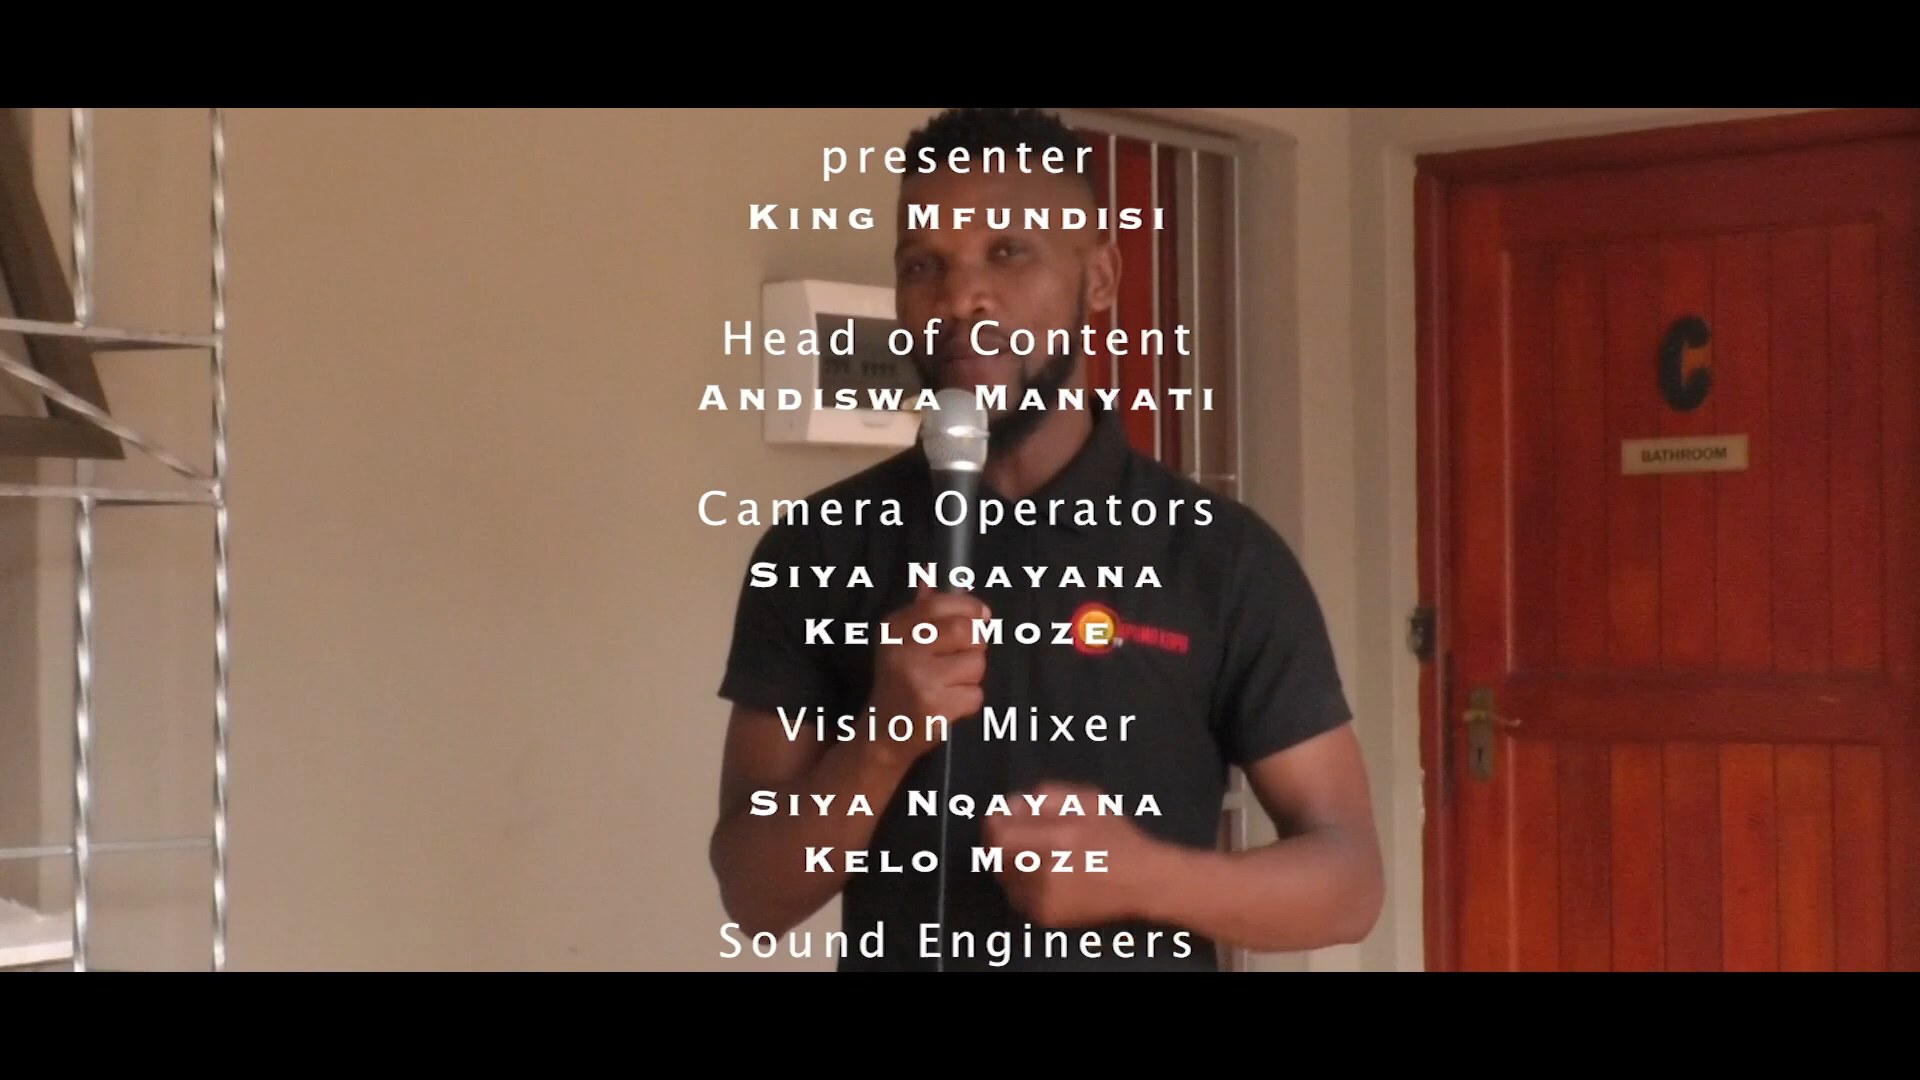 presenter
KING MFUNDISI
Head of Content
ANDISWA MANYATI
Camera Operators
SIYA NQAYANA
KELO MOZE
Vision Mixer
SIYA NQAYANA
KELO MOZE
Sound Engineers
C
BATHROOM